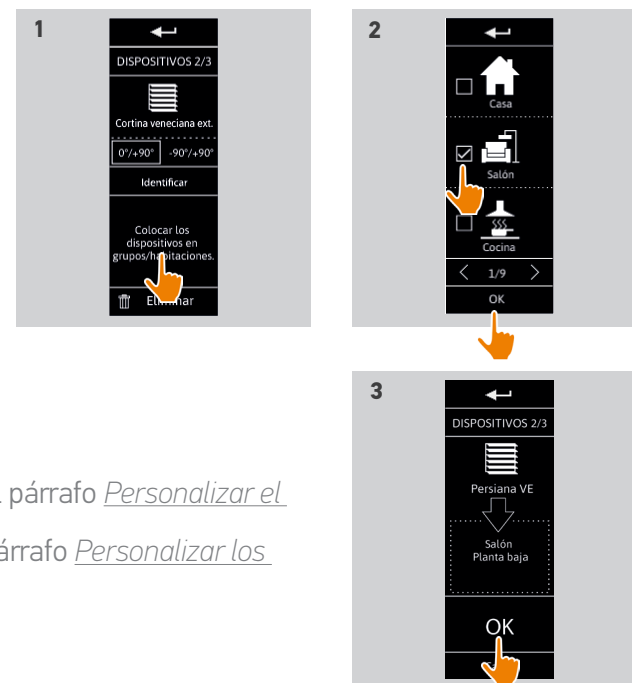 1
DISPOSITIVOS 2/3
Cortina veneciana ext.
0°/+90° -90°/+90°
Identificar
Colocar los
dispositivos en
grupos/habitaciones.
Eliminar
2
Casa
Salón
Cocina
< 1/9 >
OK
3
DISPOSITIVOS 2/3
Persiana VE
Salón
Planta baja
OK
párrafo Personalizar el
párrafo Personalizar los